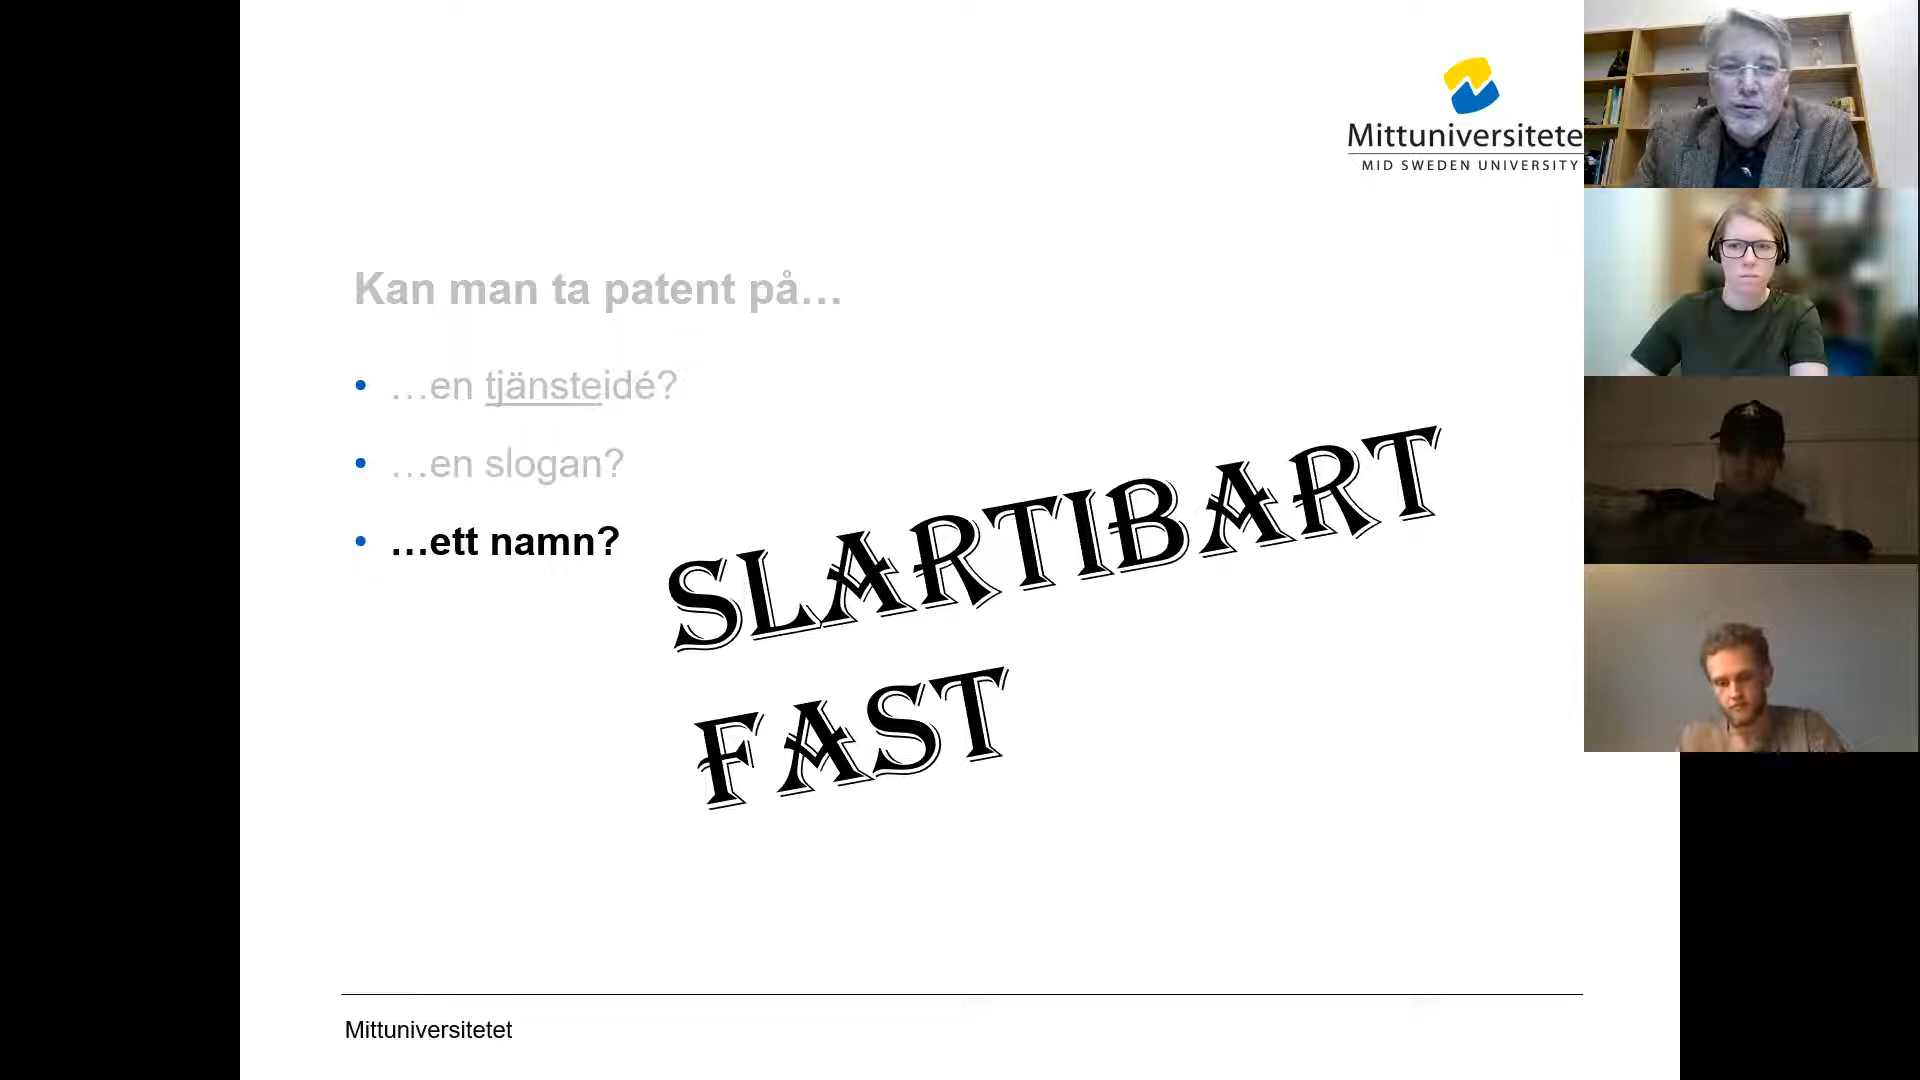 Mittuniversitete
MID SWEDEN UNIVERSITY
Kan man ta patent på…
• …en tjänsteidé?
• …en slogan?
• …ett namn?
SLARTIBART
FAST
Mittuniversitetet